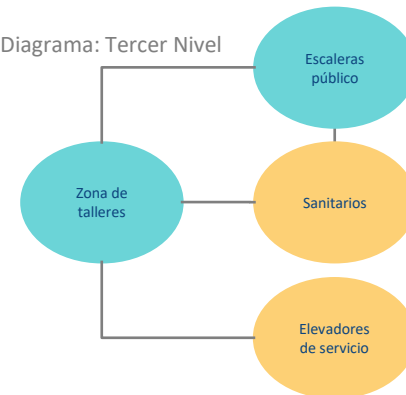 Diagrama: Tercer Nivel
Escaleras
público
Zona de
talleres
Sanitarios
Elevadores
de servicio